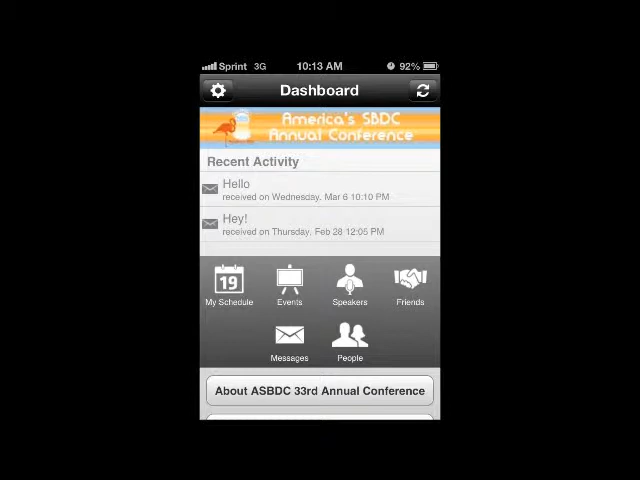 Sprint 3G 10:13 AM 92%
Dashboard
America's SBDC
Annual Conference
Recent Activity
Hello
received on Wednesday, Mar 6 10:10 PM
Hey!
received on Thursday, Feb 28 12:05 PM
19
My Schedule Events Speakers Friends
Messages People
About ASBDC 33rd Annual Conference